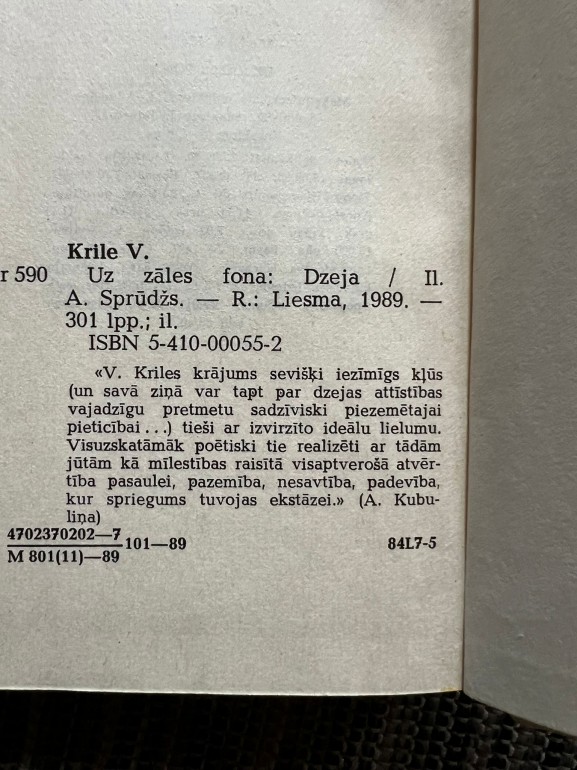 Krile V.
r 590 Uz zāles fona: Dzeja / Il.
A. Sprūdžs. — R.: Liesma, 1989. —
301 lpp.; il.
ISBN 5-410-00055-2
«V. Kriles krājums sevišķi iezīmīgs kļūs
(un savā ziņā var tapt par dzejas attīstības
vajadzīgu pretmetu sadzīviski piezemētajai
pieticībai...) tieši ar izvirzīto ideālu lielumu.
Visuzskatāmāk poētiski tie realizēti ar tādām
jūtām kā mīlestības raisītā visaptverošā atvēr-
tība pasaulei, pazemība, nesavtība, padevība,
kur spriegums tuvojas ekstāzei.» (A. Kubu-
liņa)
4702370202—7
M 801(11)—89
101—89
84L7-5